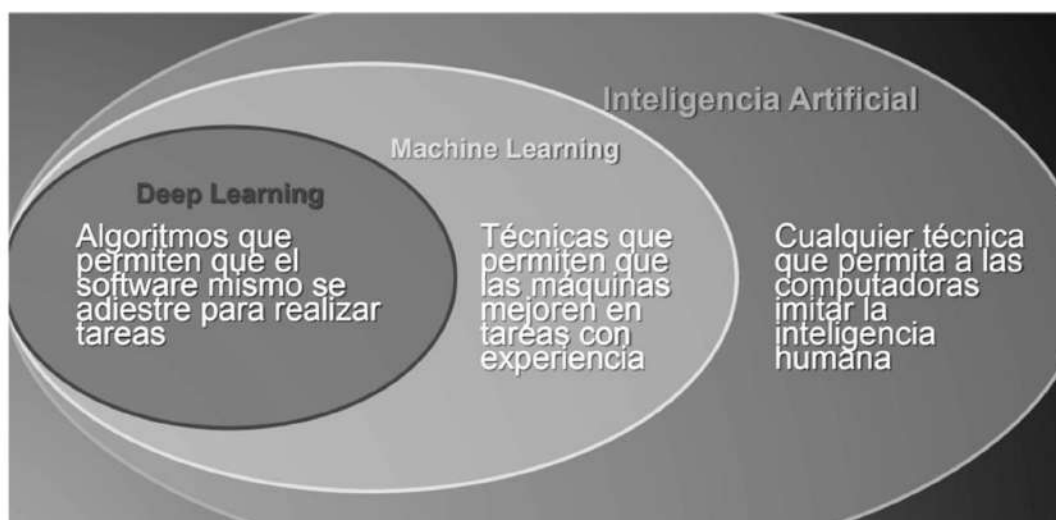 Inteligencia Artificial
Machine Learning
Deep Learning
Algoritmos que
permiten que el
software mismo se
adiestre para realizar
tareas
Técnicas que
permiten que
las máquinas
mejoren en
tareas con
experiencia
Cualquier técnica
que permita a las
computadoras
imitar la
inteligencia
humana